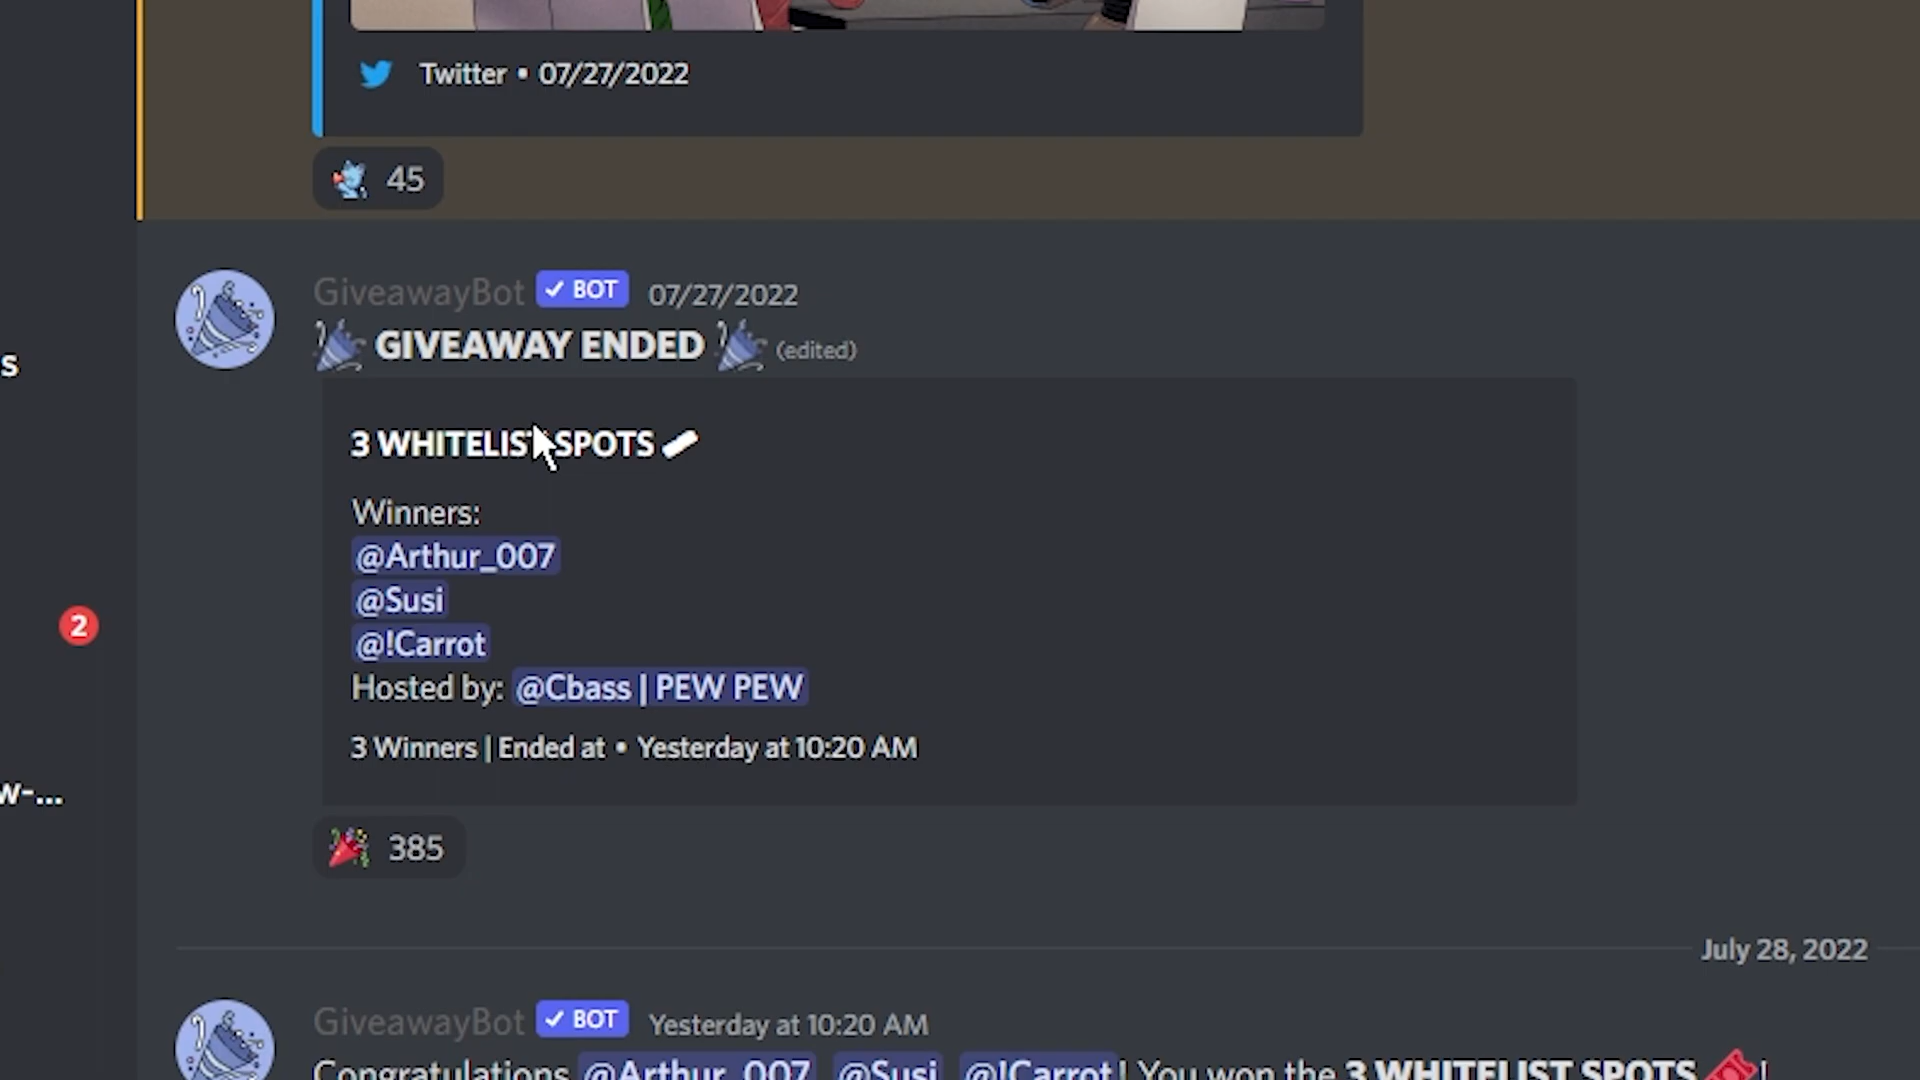 Twitter • 07/27/2022
45
GiveawayBot ✓ BOT 07/27/2022
GIVEAWAY ENDED (edited)
s
3 WHITELIST SPOTS
Winners:
@Arthur_007
@Susi
2
@!Carrot
Hosted by: @Cbass | PEW PEW
3 Winners | Ended at • Yesterday at 10:20 AM
w-...
385
July 28, 2022
GiveawayBot ✓ BOT Yesterday at 10:20 AM
Congratulations @Arthur_007 @Susi @!Carrot! You won the 3 WHITELIST SPOTS !